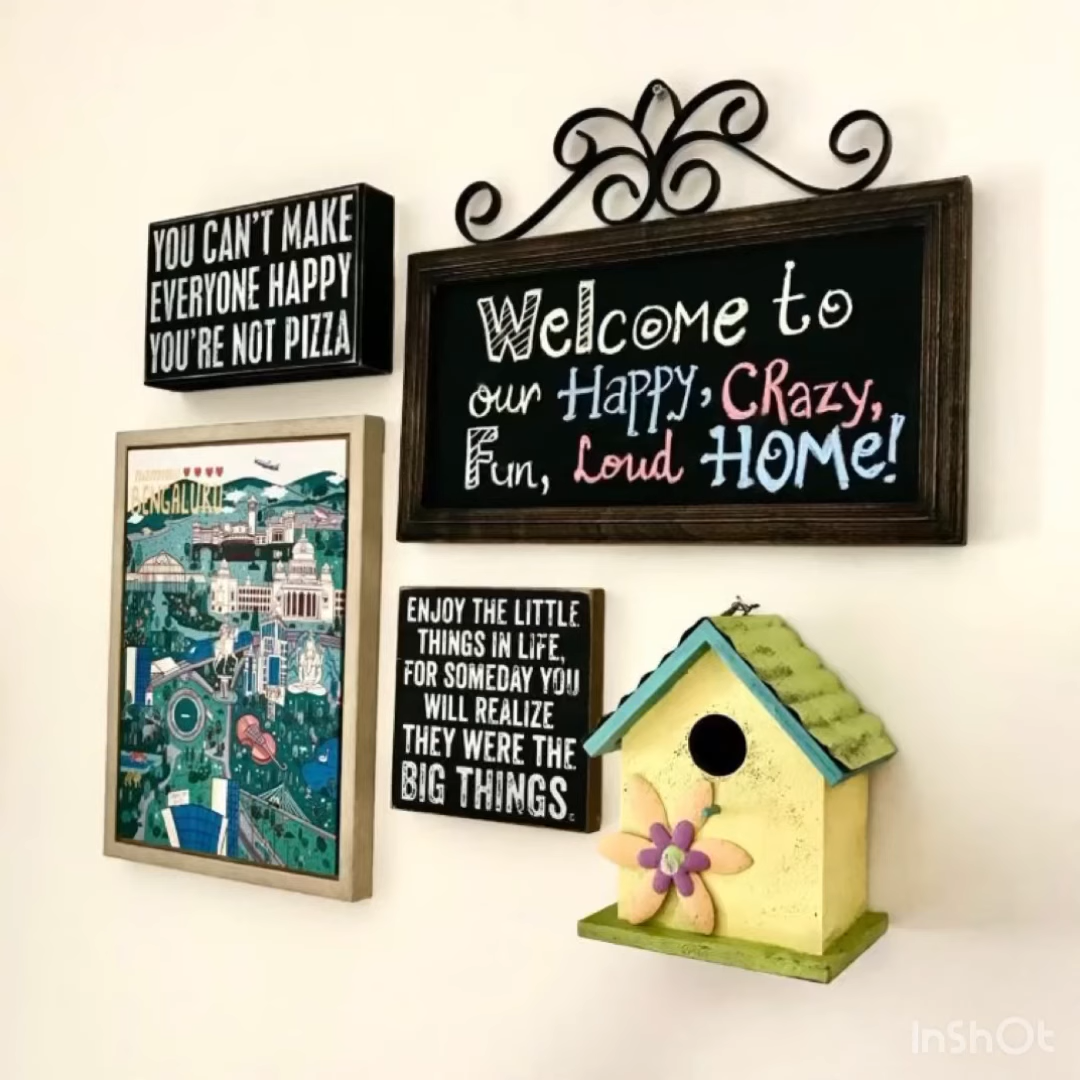 YOU CAN'T MAKE
EVERYONE HAPPY
YOU'RE NOT PIZZA
Welcome to
our Happy, CRazy,
Fun, Loud HOME!
BENGALURU
ENJOY THE LITTLE
THINGS IN LIFE,
FOR SOMEDAY YOU
WILL REALIZE
THEY WERE THE
BIG THINGS.
InShOt